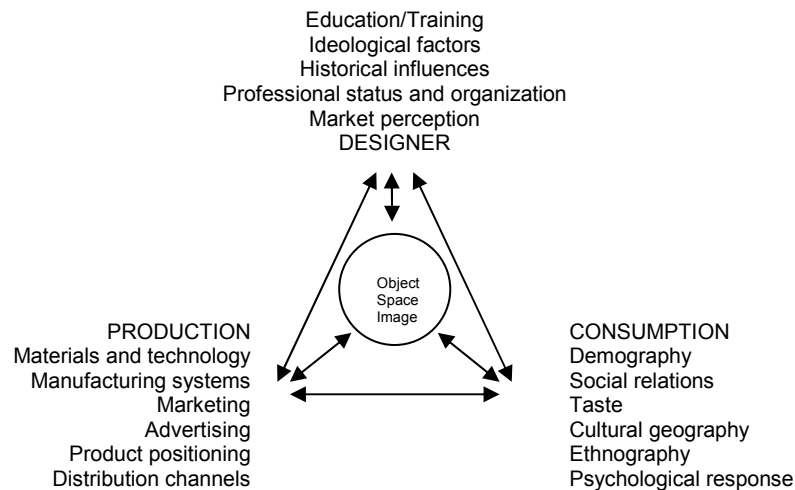 Education/Training
Ideological factors
Historical influences
Professional status and organization
Market perception
DESIGNER
Object
Space
Image
PRODUCTION
Materials and technology
Manufacturing systems
Marketing
Advertising
Product positioning
Distribution channels
CONSUMPTION
Demography
Social relations
Taste
Cultural geography
Ethnography
Psychological response